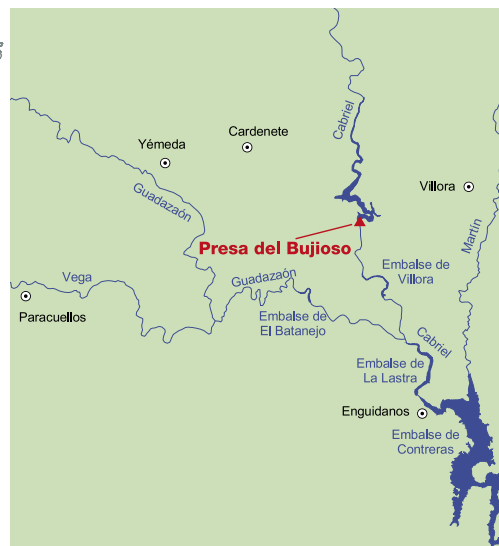 Cabriel
Cardenete
Yémeda
Villora
Guadazaón
Martín
Presa del Bujioso
Embalse de
Villora
Vega
Guadazaón
Paracuellos
Embalse de
El Batanejo
Cabriel
Embalse de
La Lastra
Enguidanos
Embalse de
Contreras